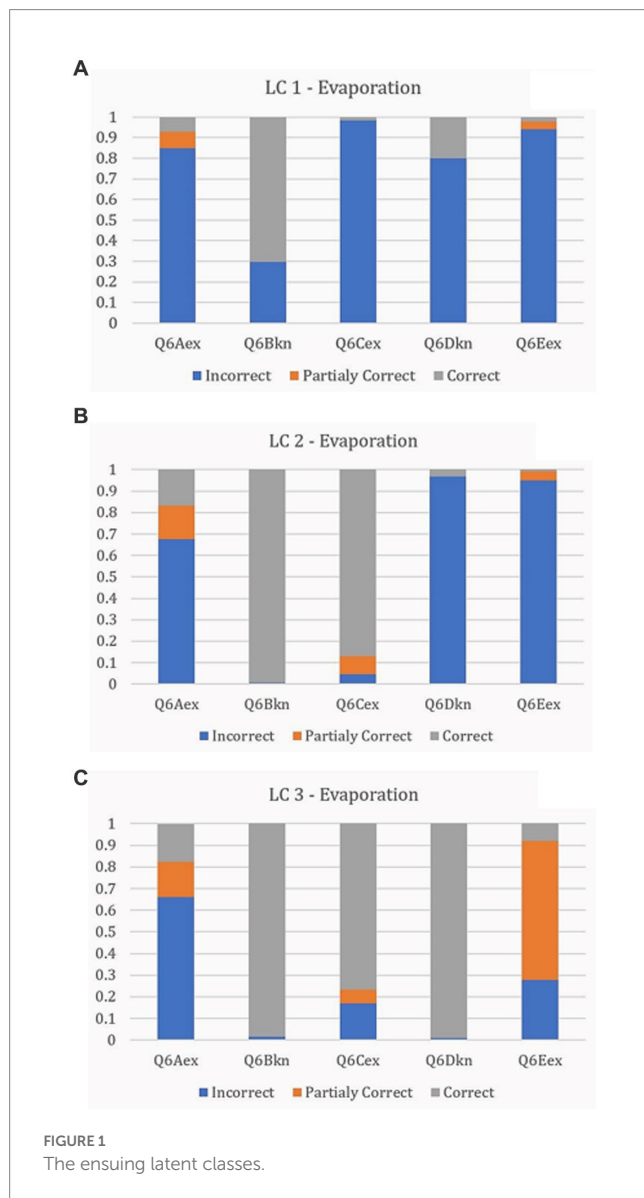 A
LC 1 - Evaporation
1
0.9
0.8
0.7
0.6
0.5
0.4
0.3
0.2
0.1
0
Q6Aex Q6Bkn Q6Cex Q6Dkn Q6Eex
Incorrect Partialy Correct Correct
B
LC 2 - Evaporation
1
0.9
0.8
0.7
0.6
0.5
0.4
0.3
0.2
0.1
0
Q6Aex Q6Bkn Q6Cex Q6Dkn Q6Eex
Incorrect Partialy Correct Correct
C
LC 3 - Evaporation
1
0.9
0.8
0.7
0.6
0.5
0.4
0.3
0.2
0.1
0
Q6Aex Q6Bkn Q6Cex Q6Dkn Q6Eex
Incorrect Partialy Correct Correct
FIGURE 1
The ensuing latent classes.